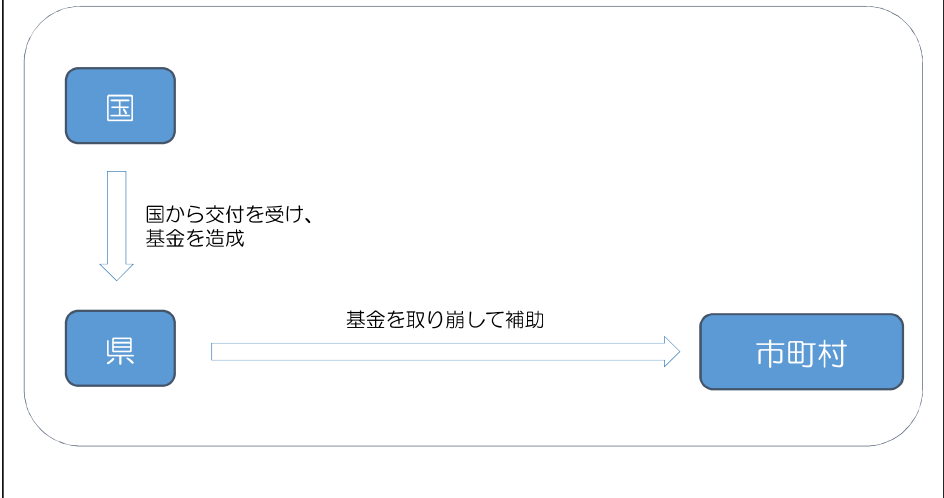 国
国から交付を受け、
基金を造成
基金を取り崩して補助
県
市町村